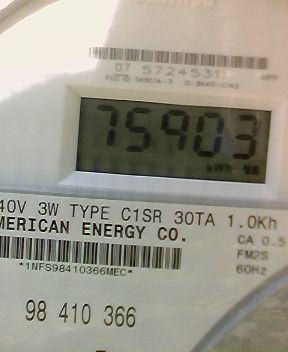 07 5724531
75903
kWh
40V 3W TYPE C1SR 30TA 1.0Kh
MERICAN ENERGY CO.
CA 0.5
*1NFS98410366MEC*
FM2S
60Hz
98 410 366